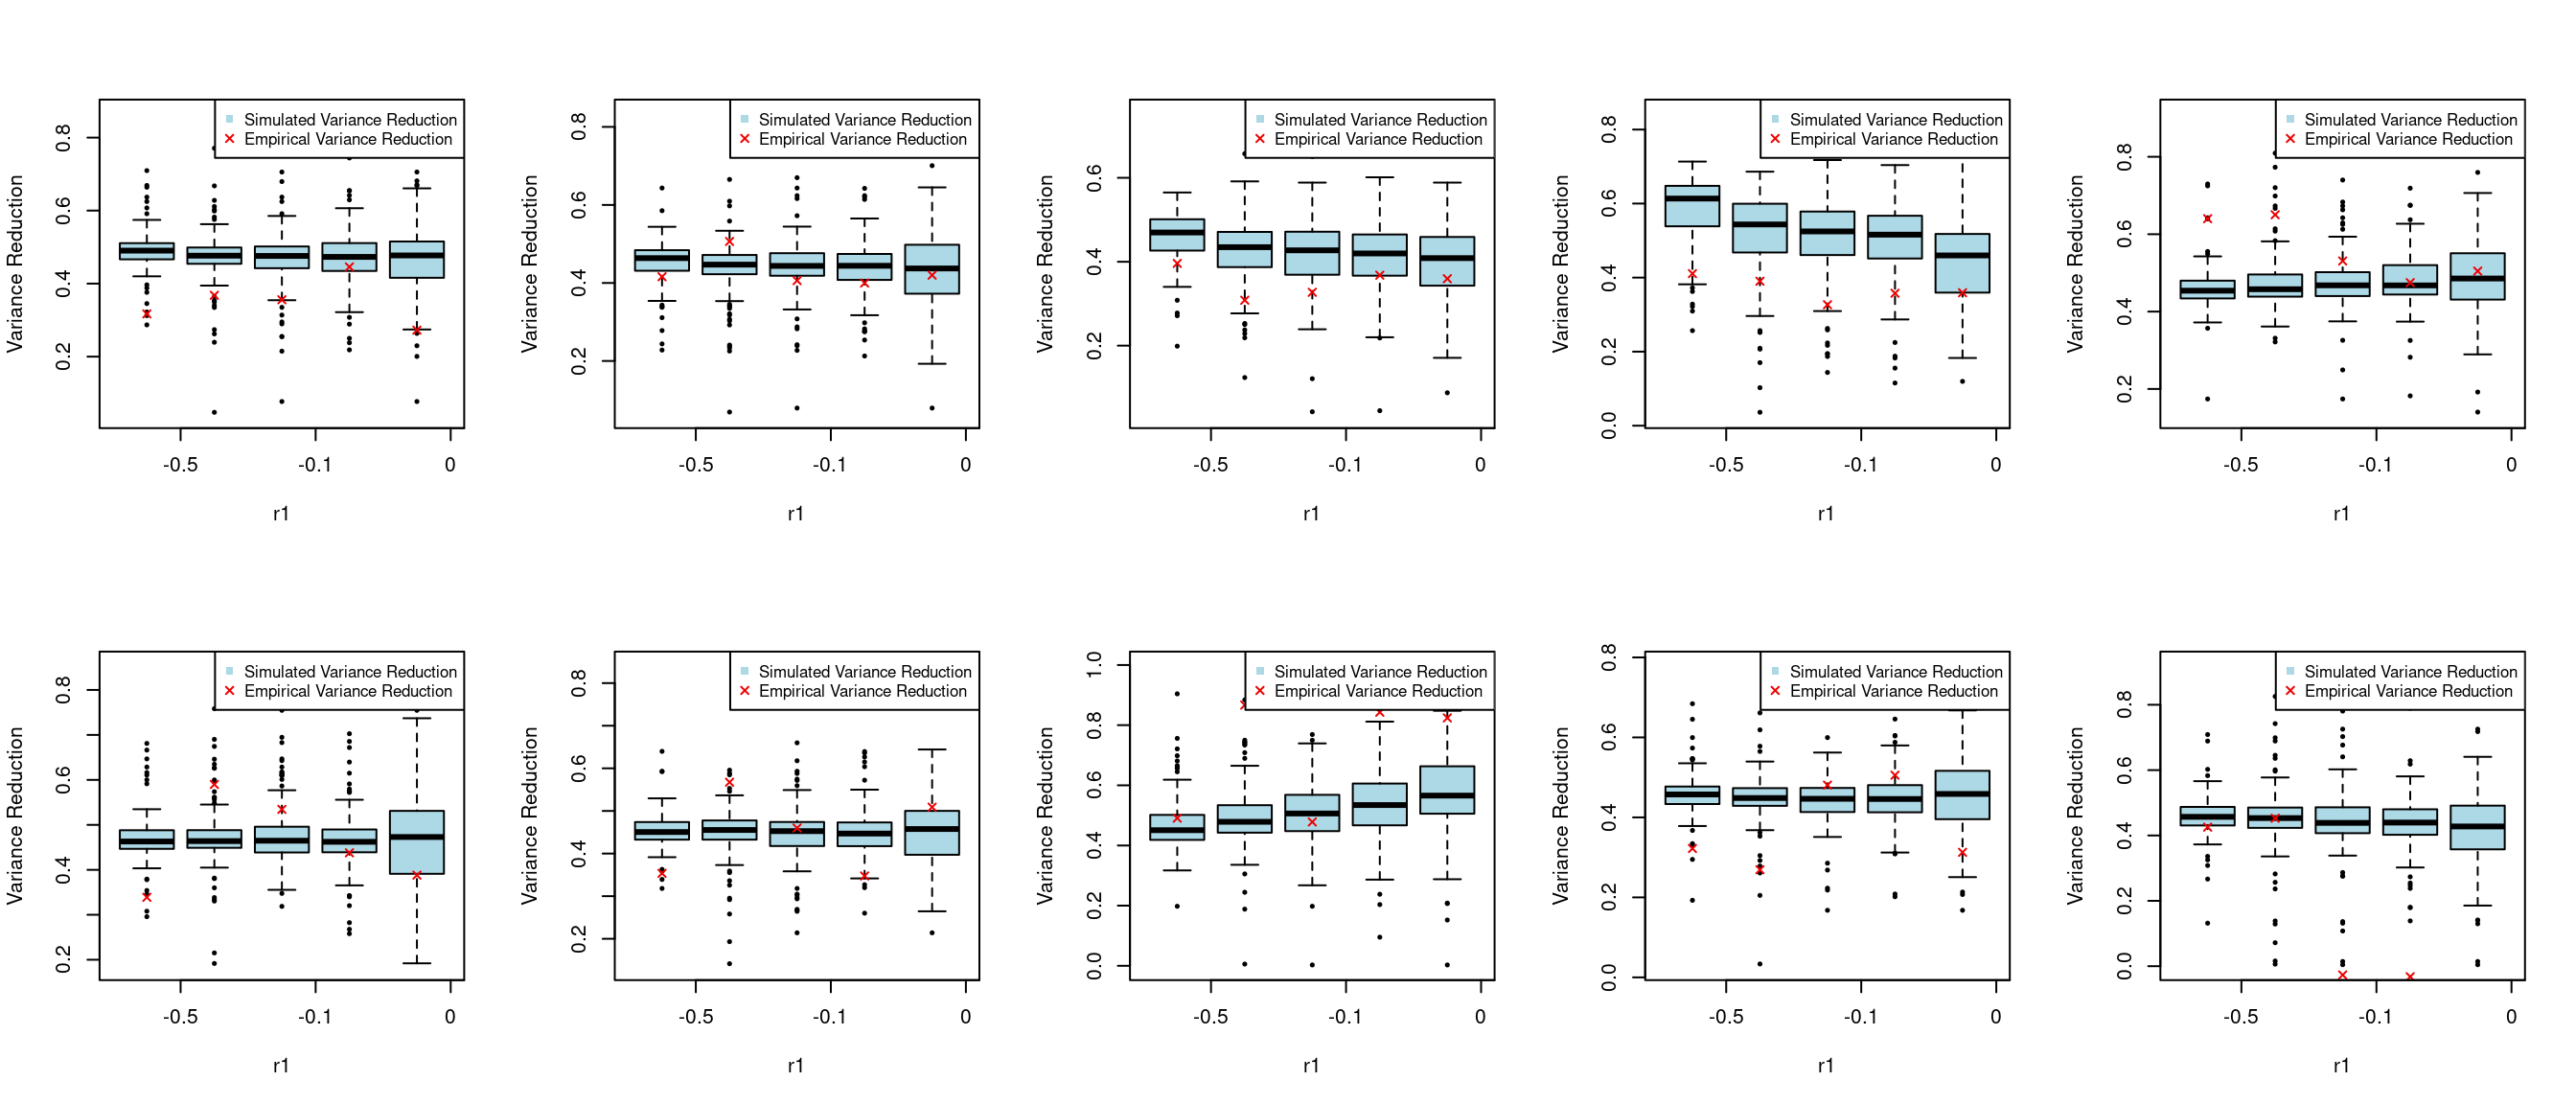 Simulated Variance Reduction
Empirical Variance Reduction
Variance Reduction
0.8
0.6
0.4
0.2
-0.5 -0.1 0
r1
Simulated Variance Reduction
Empirical Variance Reduction
Variance Reduction
0.8
0.6
0.4
0.2
-0.5 -0.1 0
r1
Simulated Variance Reduction
Empirical Variance Reduction
Variance Reduction
0.6
0.4
0.2
-0.5 -0.1 0
r1
Simulated Variance Reduction
Empirical Variance Reduction
Variance Reduction
0.8
0.6
0.4
0.2
0.0
-0.5 -0.1 0
r1
Simulated Variance Reduction
Empirical Variance Reduction
Variance Reduction
0.8
0.6
0.4
0.2
-0.5 -0.1 0
r1
Simulated Variance Reduction
Empirical Variance Reduction
Variance Reduction
0.8
0.6
0.4
0.2
-0.5 -0.1 0
r1
Simulated Variance Reduction
Empirical Variance Reduction
Variance Reduction
0.8
0.6
0.4
0.2
-0.5 -0.1 0
r1
Simulated Variance Reduction
Empirical Variance Reduction
Variance Reduction
1.0
0.8
0.6
0.4
0.2
0.0
-0.5 -0.1 0
r1
Simulated Variance Reduction
Empirical Variance Reduction
Variance Reduction
0.8
0.6
0.4
0.2
0.0
-0.5 -0.1 0
r1
Simulated Variance Reduction
Empirical Variance Reduction
Variance Reduction
0.8
0.6
0.4
0.2
0.0
-0.5 -0.1 0
r1